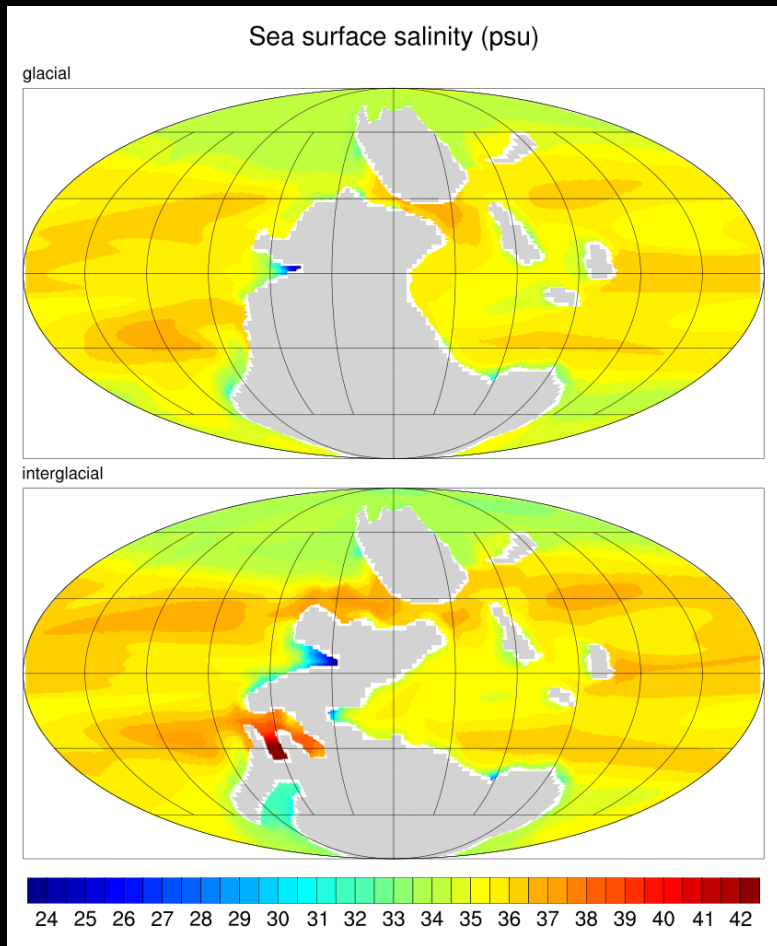 Sea surface salinity (psu)
glacial
interglacial
24 25 26 27 28 29 30 31 32 33 34 35 36 37 38 39 40 41 42